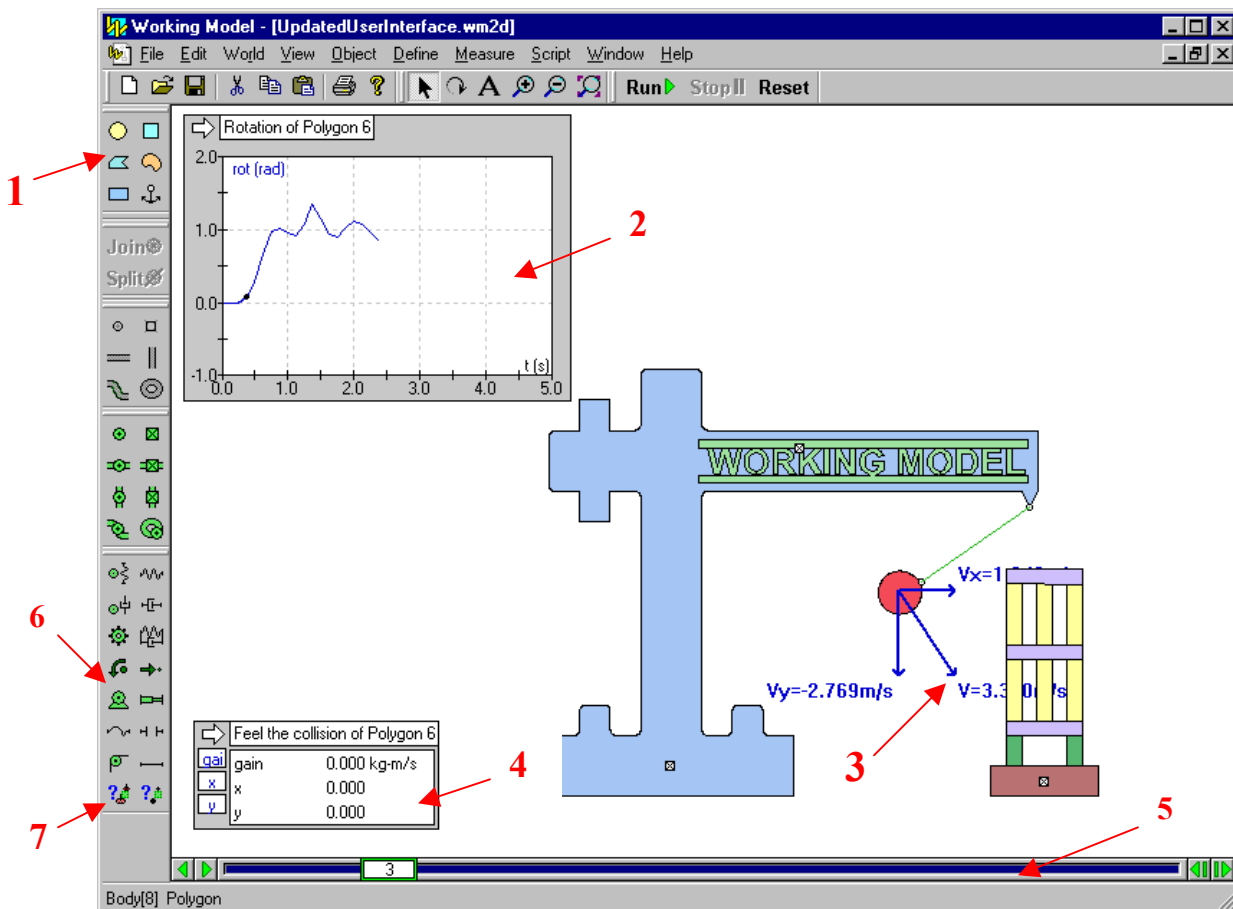 Working Model - [UpdatedUserInterface.wm2d]
File Edit World View Object Define Measure Script Window Help
A Run Stop Reset
Rotation of Polygon 6
1
2.0
rot (rad)
2
1.0
Join
Split
0.0
t (s)
-1.0
0.0 1.0 2.0 3.0 4.0 5.0
WORKING MODEL
Vy=-2.769m/s
3
6
Feel the collision of Polygon 6
gai gain 0.000 kg-m/s
x x 0.000
y y 0.000
4
7
5
3
Body[8] Polygon